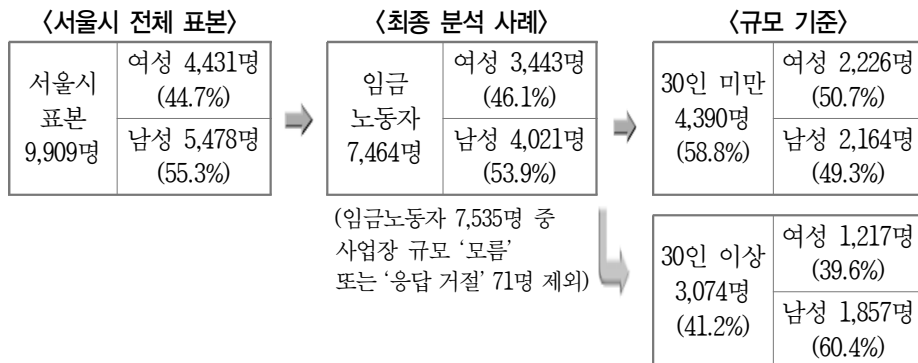 〈서울시 전체 표본〉
서울시
표본
9,909명
여성 4,431명
(44.7%)
남성 5,478명
(55.3%)
〈최종 분석 사례〉
임금
노동자
7,464명
여성 3,443명
(46.1%)
남성 4,021명
(53.9%)
(임금노동자 7,535명 중
사업장 규모 ‘모름’
또는 ‘응답 거절’ 71명 제외)
〈규모 기준〉
30인 미만
4,390명
(58.8%)
여성 2,226명
(50.7%)
남성 2,164명
(49.3%)
30인 이상
3,074명
(41.2%)
여성 1,217명
(39.6%)
남성 1,857명
(60.4%)